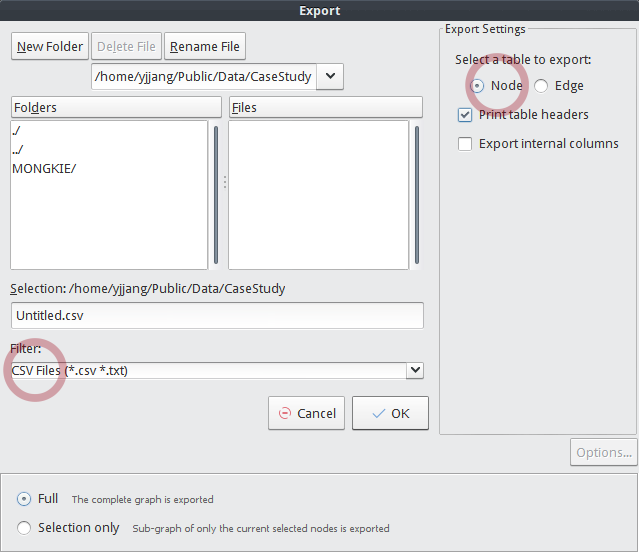 Export
New Folder Delete File Rename File
/home/yjjang/Public/Data/CaseStudy
Folders Files
./
../
MONGKIE/
Selection: /home/yjjang/Public/Data/CaseStudy
Untitled.csv
Filter:
CSV Files (*.csv *.txt)
Cancel OK
Export Settings
Select a table to export:
Node Edge
Print table headers
Export internal columns
Options...
Full The complete graph is exported
Selection only Sub-graph of only the current selected nodes is exported